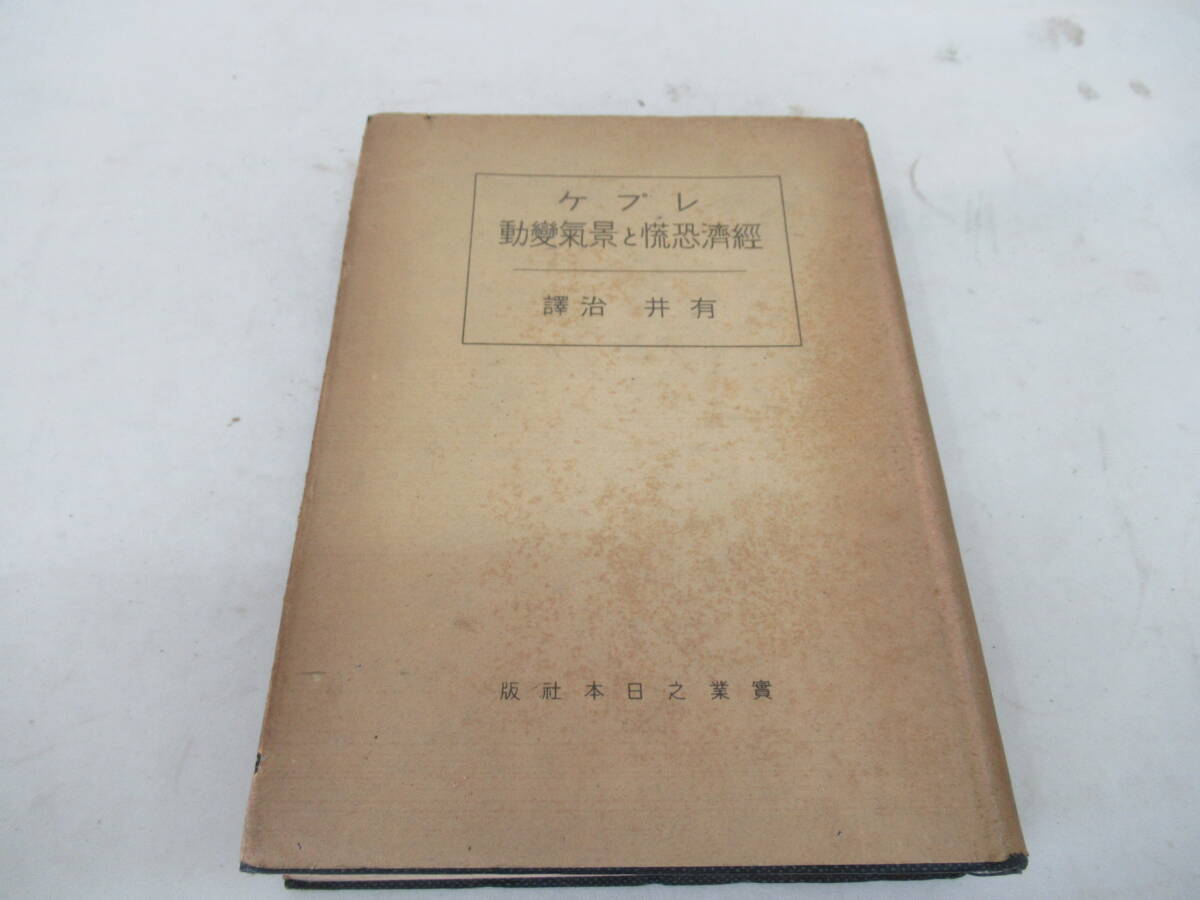 レプケ
經濟恐慌と景氣變動
有井治譯
實業之日本社版